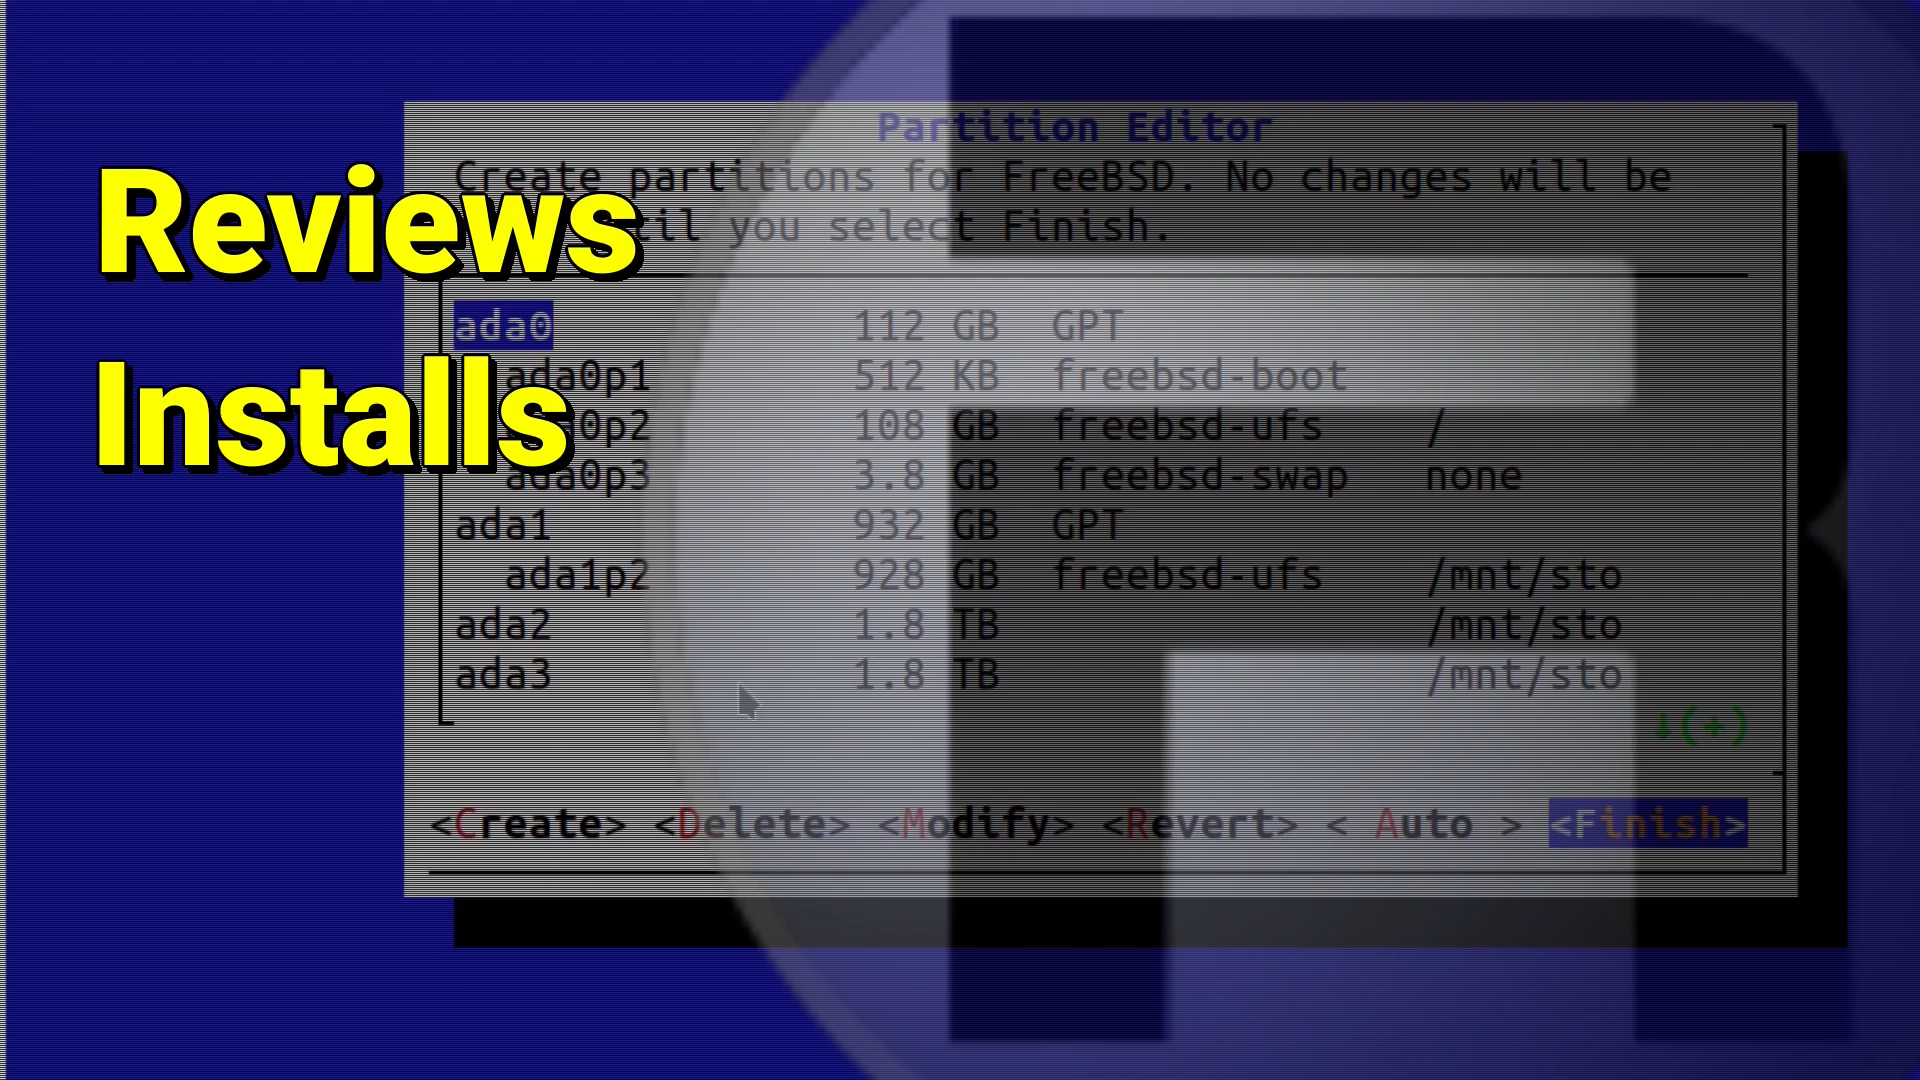 Reviews
Installs
Partition Editor
Create partitions for FreeBSD. No changes will be
til you select Finish.
ada0 112 GB GPT
ada0p1 512 KB freebsd-boot
0p2 108 GB freebsd-ufs /
ada0p3 3.8 GB freebsd-swap none
ada1 932 GB GPT
ada1p2 928 GB freebsd-ufs /mnt/sto
ada2 1.8 TB /mnt/sto
ada3 1.8 TB /mnt/sto
↓(+)
<Create> <Delete> <Modify> <Revert> < Auto > <Finish>
R